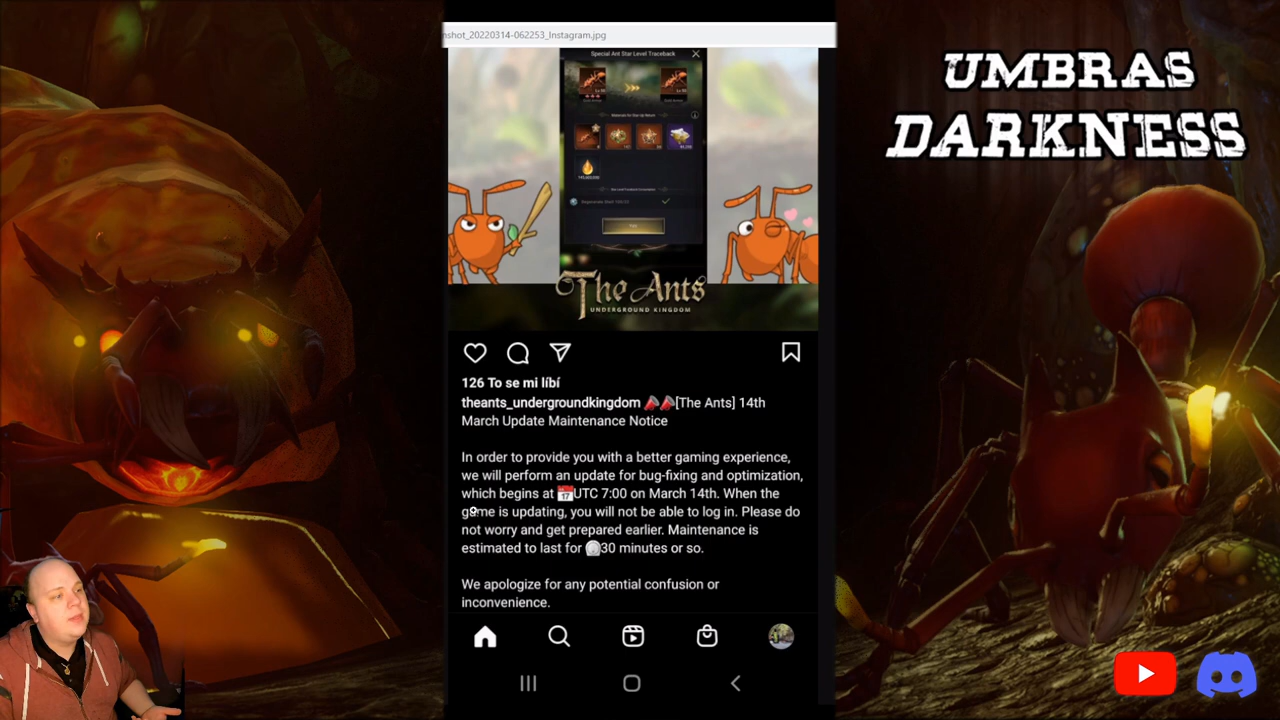 nshot_20220314-062253_Instagram.jpg
UMBRAS
DARKNESS
Special Ant Star Level Traceback
The Ants
UNDERGROUND KINGDOM
126 To se mi líbí
theants_undergroundkingdom 📣📣[The Ants] 14th
March Update Maintenance Notice
In order to provide you with a better gaming experience,
we will perform an update for bug-fixing and optimization,
which begins at 📅UTC 7:00 on March 14th. When the
game is updating, you will not be able to log in. Please do
not worry and get prepared earlier. Maintenance is
estimated to last for 30 minutes or so.
We apologize for any potential confusion or
inconvenience.